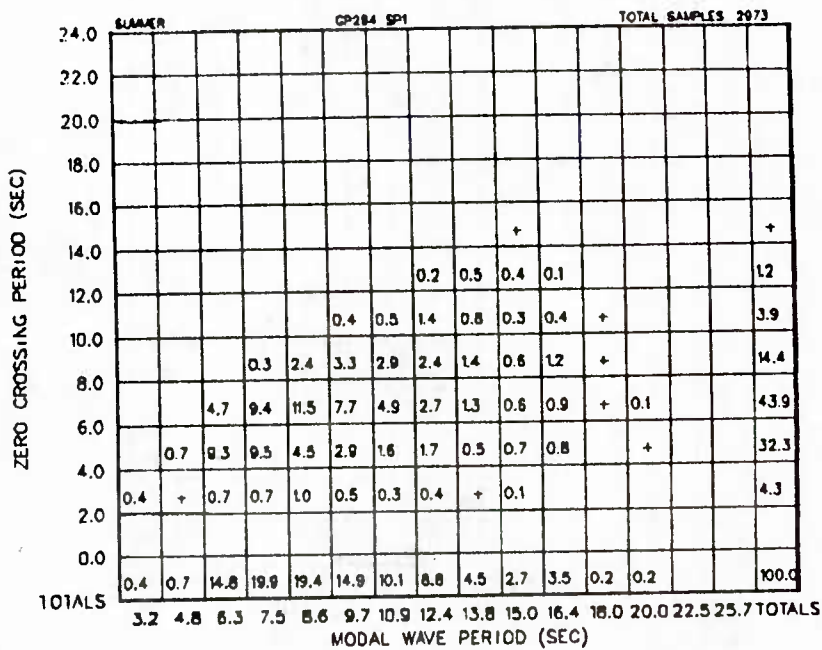 SUMMER CP284 SP1 TOTAL SAMPLES 2973
24.0
22.0
20.0
18.0
16.0
+ +
14.0
0.2 0.5 0.4 0.1 1.2
12.0
0.4 0.5 1.4 0.8 0.3 0.4 + 3.9
10.0
0.3 2.4 3.3 2.9 2.4 1.4 0.6 1.2 + 14.4
8.0
4.7 9.4 11.5 7.7 4.9 2.7 1.3 0.6 0.9 + 0.1 43.9
6.0
0.7 9.3 9.5 4.5 2.9 1.6 1.7 0.5 0.7 0.8 + 32.3
4.0
0.4 + 0.7 0.7 1.0 0.5 0.3 0.4 + 0.1 4.3
2.0
0.0
0.4 0.7 14.8 19.9 19.4 14.9 10.1 8.8 4.5 2.7 3.5 0.2 0.2 100.0
TOTALS
3.2 4.8 6.3 7.5 8.6 9.7 10.9 12.4 13.8 15.0 16.4 18.0 20.0 22.5 25.7 TOTALS
MODAL WAVE PERIOD (SEC)
ZERO CROSSING PERIOD (SEC)